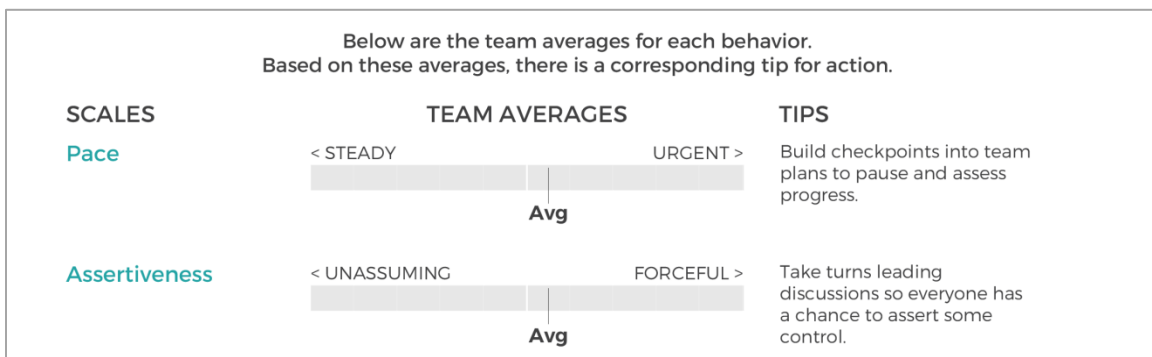 Below are the team averages for each behavior.
Based on these averages, there is a corresponding tip for action.
SCALES
TEAM AVERAGES
TIPS
Pace
< STEADY
URGENT >
Avg
Build checkpoints into team
plans to pause and assess
progress.
Assertiveness
< UNASSUMING
FORCEFUL >
Avg
Take turns leading
discussions so everyone has
a chance to assert some
control.